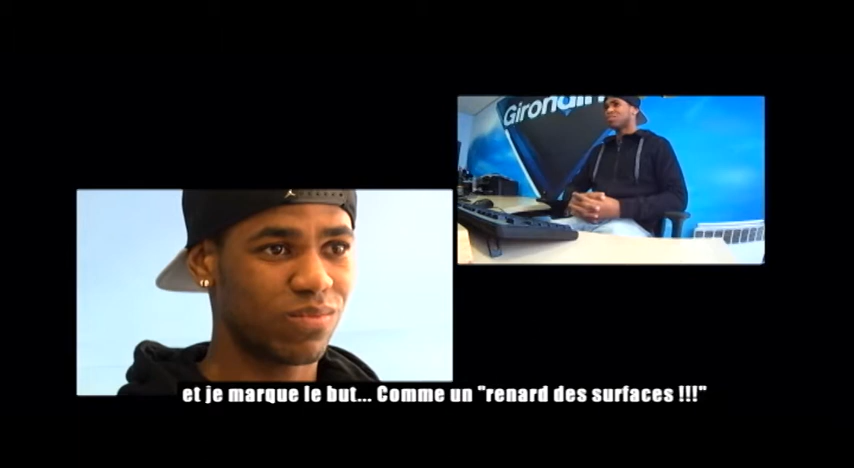 Girondin
et je marque le but... Comme un "renard des surfaces !!!"